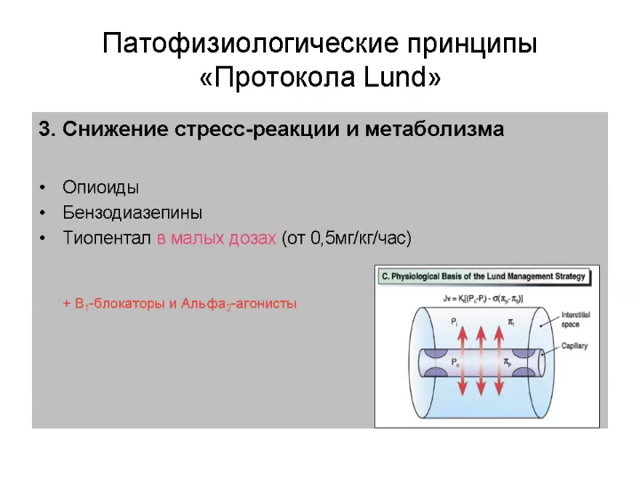 Патофизиологические принципы
«Протокола Lund»
3. Снижение стресс-реакции и метаболизма
• Опиоиды
• Бензодиазепины
• Тиопентал в малых дозах (от 0,5мг/кг/час)
+ В1-блокаторы и Альфа2-агонисты
C. Physiological Basis of the Lund Management Strategy
Jv = Kf[(Pc-Pi) - σ(πp-πi)]
Pi πi Interstitial
space
Capillary
Pc πp